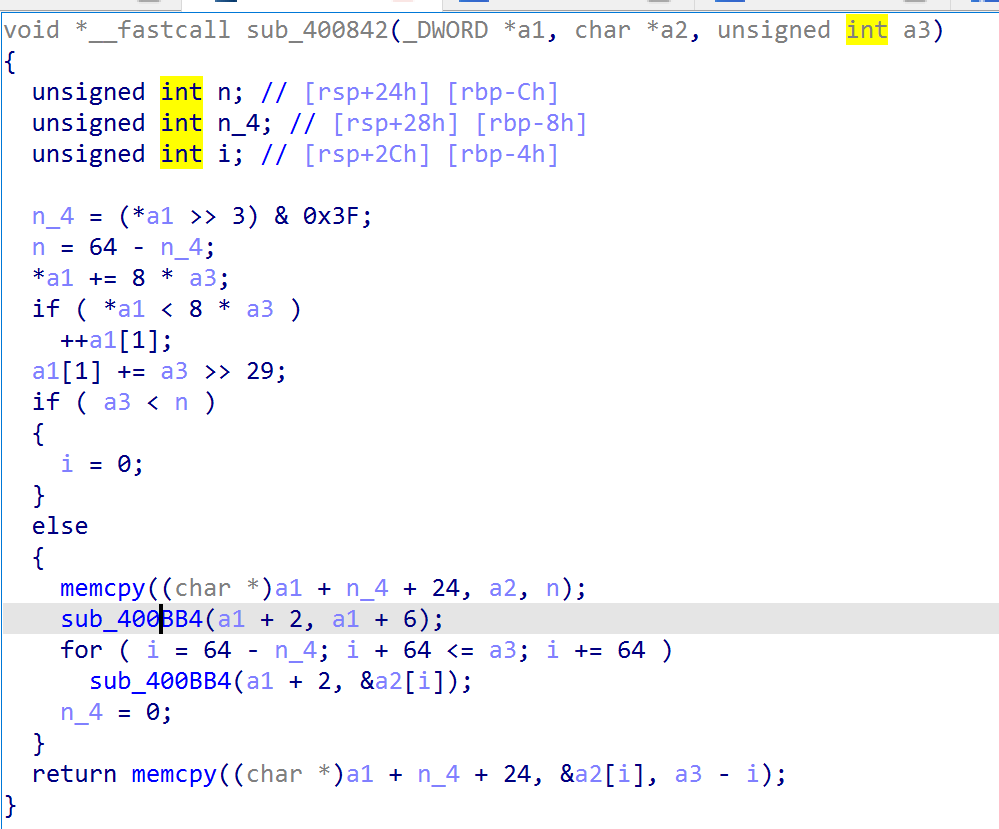 void *__fastcall sub_400842(_DWORD *a1, char *a2, unsigned int a3)
{
  unsigned int n; // [rsp+24h] [rbp-Ch]
  unsigned int n_4; // [rsp+28h] [rbp-8h]
  unsigned int i; // [rsp+2Ch] [rbp-4h]

  n_4 = (*a1 >> 3) & 0x3F;
  n = 64 - n_4;
  *a1 += 8 * a3;
  if ( *a1 < 8 * a3 )
    ++a1[1];
  a1[1] += a3 >> 29;
  if ( a3 < n )
  {
    i = 0;
  }
  else
  {
    memcpy((char *)a1 + n_4 + 24, a2, n);
    sub_400BB4(a1 + 2, a1 + 6);
    for ( i = 64 - n_4; i + 64 <= a3; i += 64 )
      sub_400BB4(a1 + 2, &a2[i]);
    n_4 = 0;
  }
  return memcpy((char *)a1 + n_4 + 24, &a2[i], a3 - i);
}